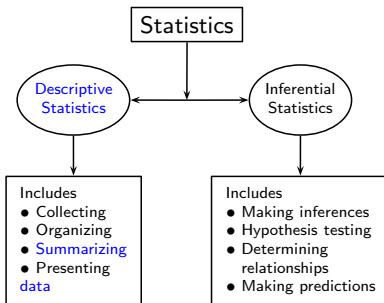 Statistics
Descriptive
Statistics
Inferential
Statistics
Includes
● Collecting
● Organizing
● Summarizing
● Presenting
data
Includes
● Making inferences
● Hypothesis testing
● Determining
relationships
● Making predictions